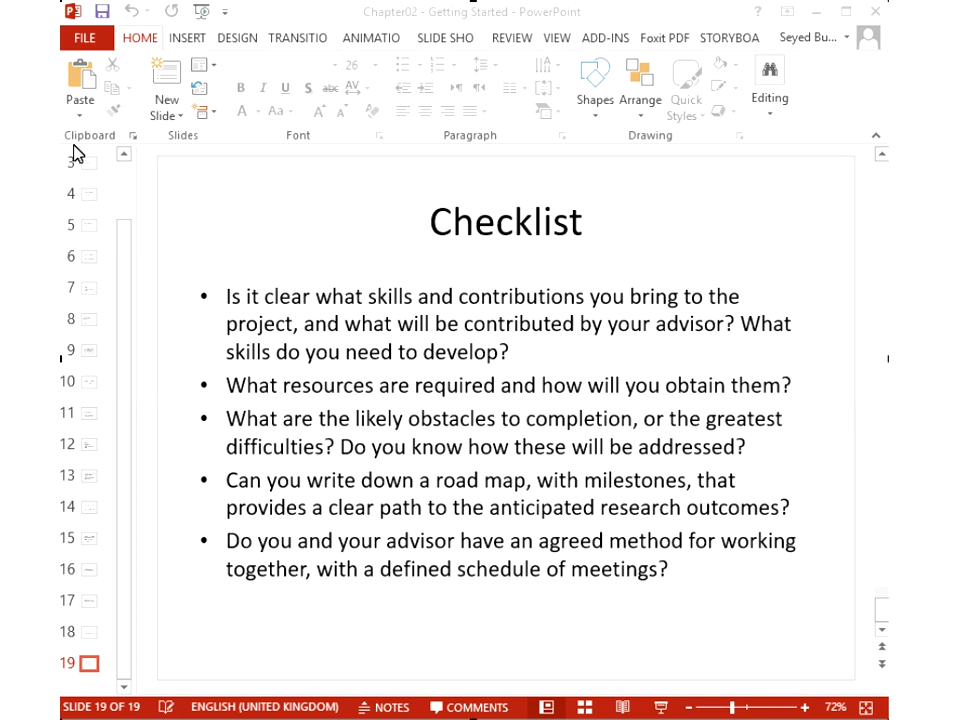 Chapter02 - Getting Started - PowerPoint
FILE HOME INSERT DESIGN TRANSITIO ANIMATIO SLIDE SHO REVIEW VIEW ADD-INS Foxit PDF STORYBOA Seyed Bu...
26
B I U S abc AV
A Aa A A
Paste
New
Slide
Shapes Arrange Quick
Styles
Editing
Clipboard Slides Font Paragraph Drawing
3
4
5
6
7
8
9
10
11
12
13
14
15
16
17
18
19
Checklist
• Is it clear what skills and contributions you bring to the
project, and what will be contributed by your advisor? What
skills do you need to develop?
• What resources are required and how will you obtain them?
• What are the likely obstacles to completion, or the greatest
difficulties? Do you know how these will be addressed?
• Can you write down a road map, with milestones, that
provides a clear path to the anticipated research outcomes?
• Do you and your advisor have an agreed method for working
together, with a defined schedule of meetings?
SLIDE 19 OF 19 ENGLISH (UNITED KINGDOM) NOTES COMMENTS 72%